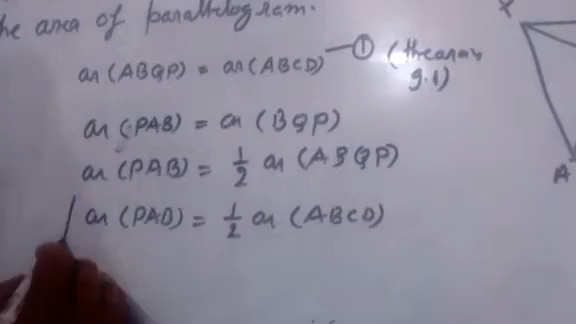 he area of parallelogram.
ar (ABQP) = ar (ABCD) — ① (theorem 9.1)
ar (PAB) = ar (BQP)
ar (PAB) = 1/2 ar (ABQP)
ar (PAB) = 1/2 ar (ABCD)
A